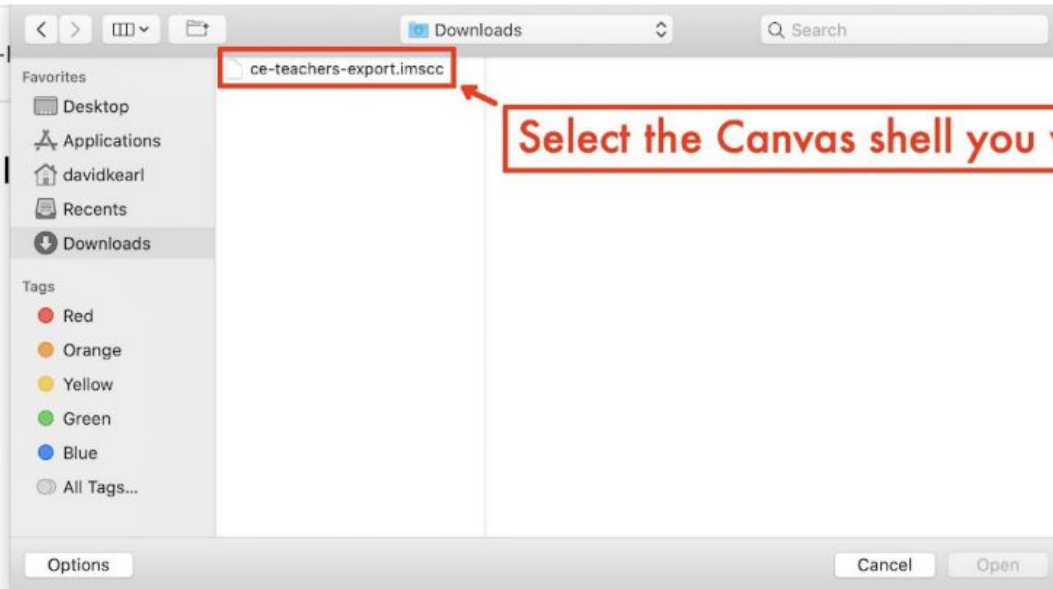 Downloads
Search
Favorites
Desktop
Applications
davidkearl
Recents
Downloads
Tags
Red
Orange
Yellow
Green
Blue
All Tags...
ce-teachers-export.imscc
Select the Canvas shell you
Options
Cancel
Open